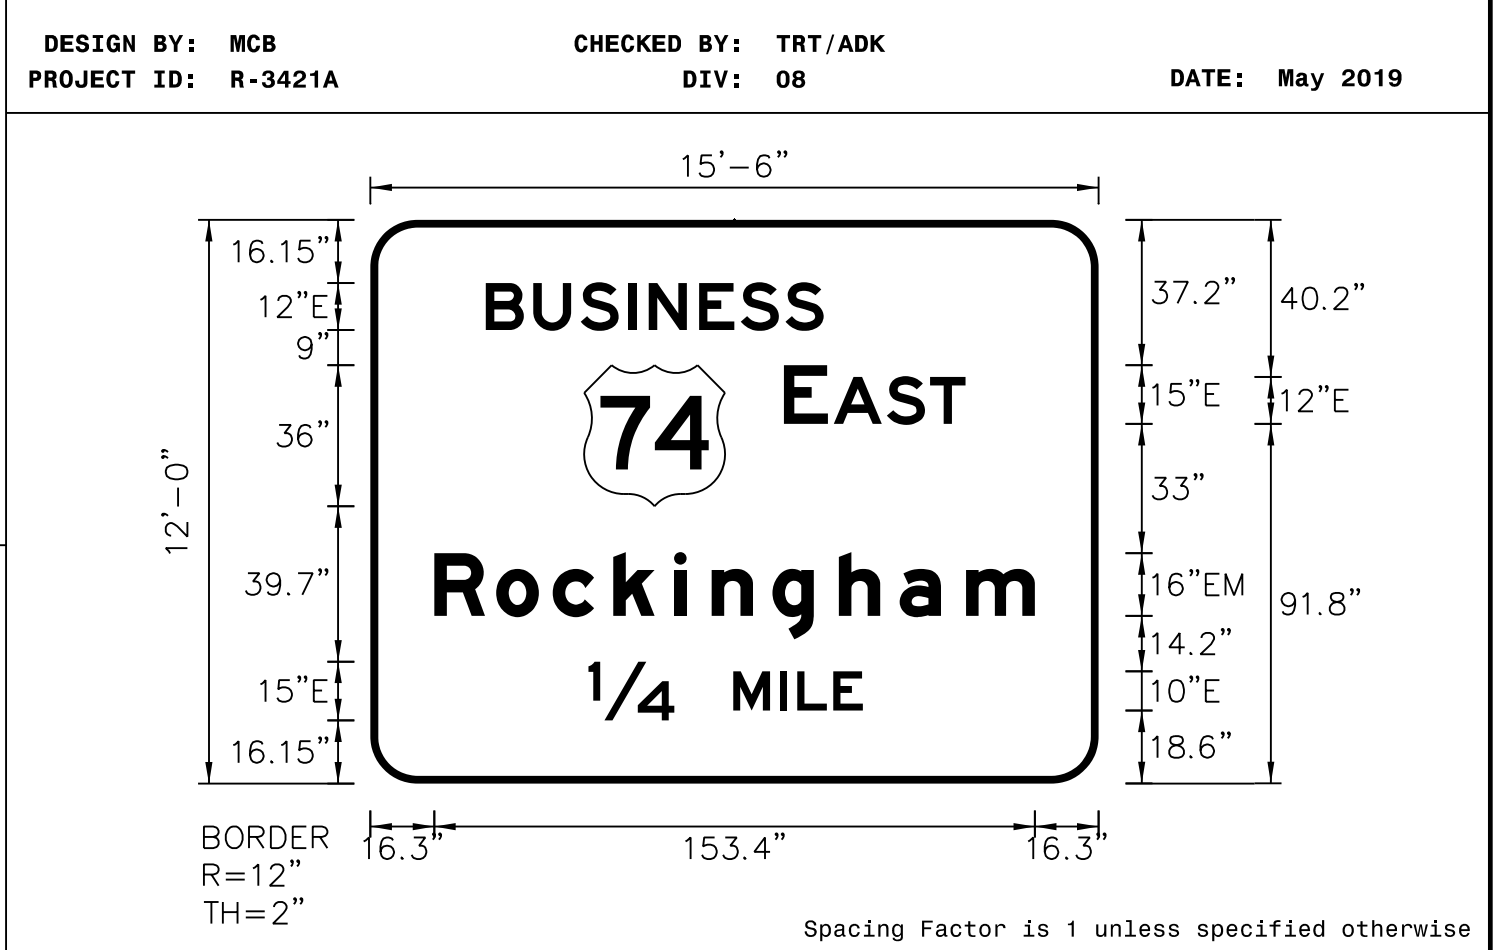 DESIGN BY: MCB CHECKED BY: TRT/ADK
PROJECT ID: R-3421A DIV: 08 DATE: May 2019
15'–6"
16.15"
12"E
9"
36"
39.7"
15"E
16.15"
12'–0"
BUSINESS
74 EAST
Rockingham
1/4 MILE
37.2"
15"E
33"
16"EM
14.2"
10"E
18.6"
40.2"
12"E
91.8"
16.3" 153.4" 16.3"
BORDER
R=12"
TH=2"
Spacing Factor is 1 unless specified otherwise